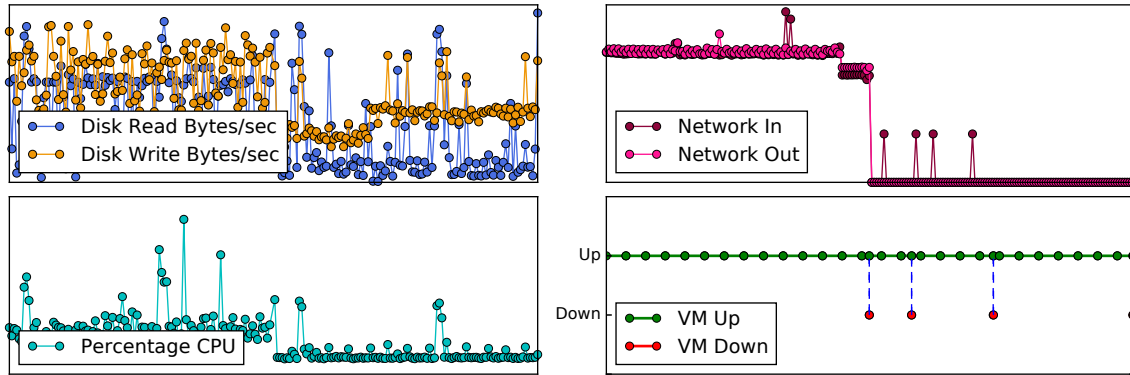 Disk Read Bytes/sec
Disk Write Bytes/sec
Network In
Network Out
Percentage CPU
Up
Down
VM Up
VM Down